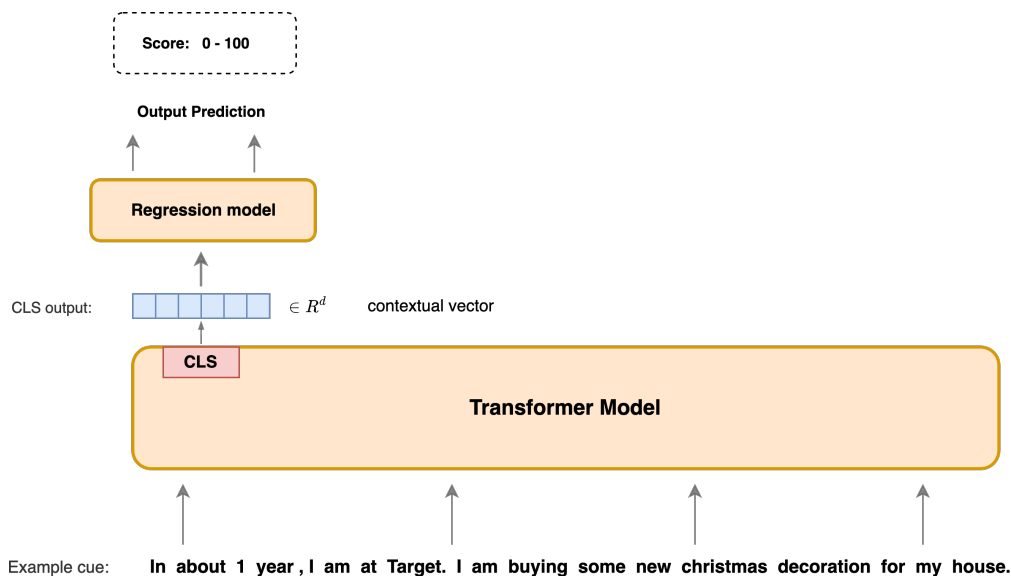 Score: 0 - 100
Output Prediction
Regression model
CLS output: ∈ R^d contextual vector
CLS
Transformer Model
Example cue: In about 1 year , I am at Target. I am buying some new christmas decoration for my house.